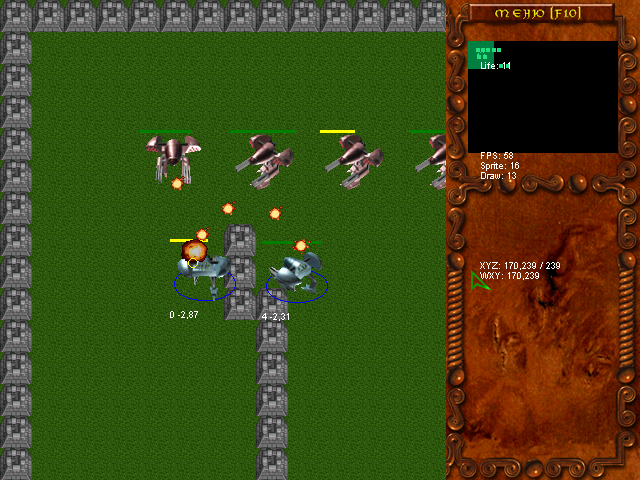 МЕНЮ [F10]
Life: 14
FPS: 58
Sprite: 16
Draw: 13
XYZ: 170,239 / 239
WXY: 170,239
0 -2,87
4 -2,31